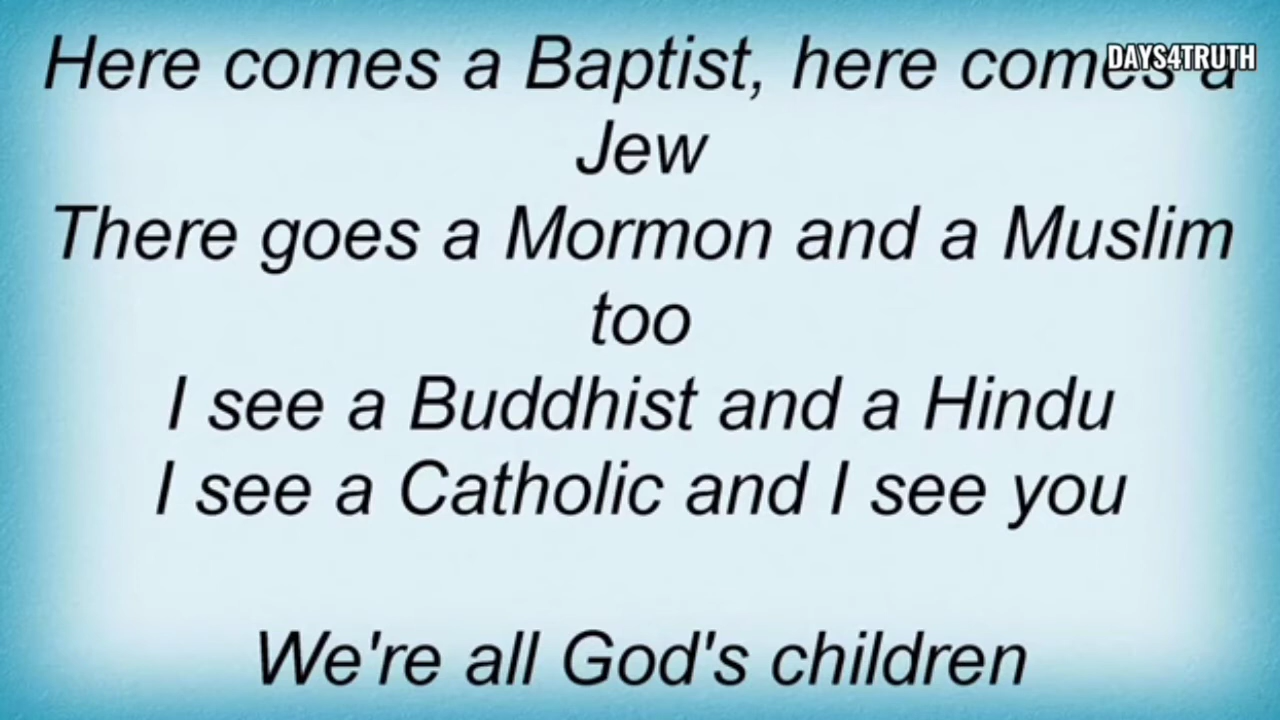 Here comes a Baptist, here comes a
DAYS4TRUTH
Jew
There goes a Mormon and a Muslim
too
I see a Buddhist and a Hindu
I see a Catholic and I see you
We're all God's children